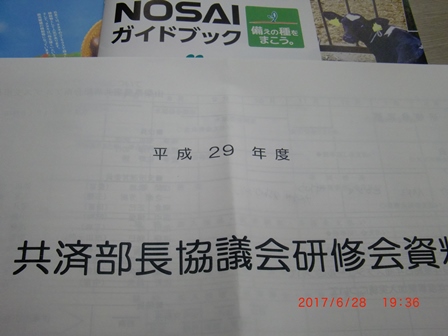 NOSAI
ガイドブック
備えの種を
まこう。
平成 29 年度
共済部長協議会研修会資料
2017/6/28 19:36